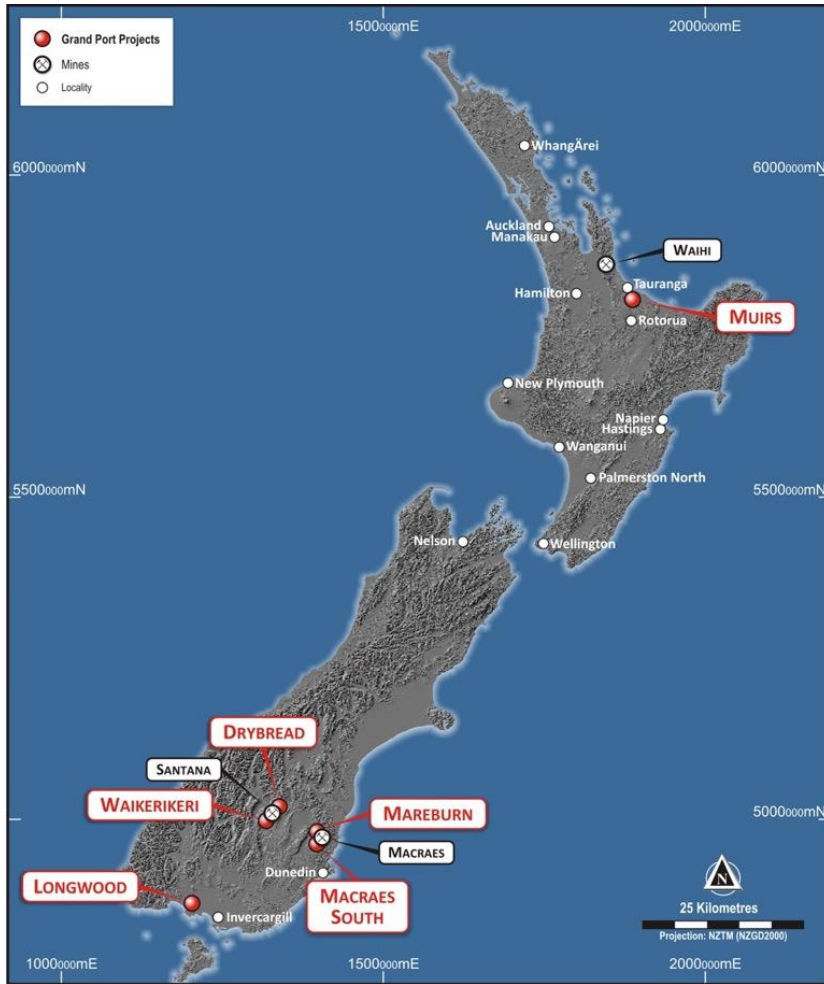 1500000mE
2000000mE
Grand Port Projects
Mines
Locality
WhangÄrei
6000000mN
6000000mN
Auckland
Manakau
WAIHI
Tauranga
Hamilton
MUIRS
Rotorua
New Plymouth
Napier
Hastings
Wanganui
Palmerston North
5500000mN
5500000mN
Nelson
Wellington
DRYBREAD
SANTANA
WAIKERIKERI
MAREBURN
5000000mN
MACRAES
Dunedin
LONGWOOD
MACRAES
SOUTH
N
25 Kilometres
Invercargill
Projection: NZTM (NZGD2000)
1000000mE
1500000mE
2000000mE